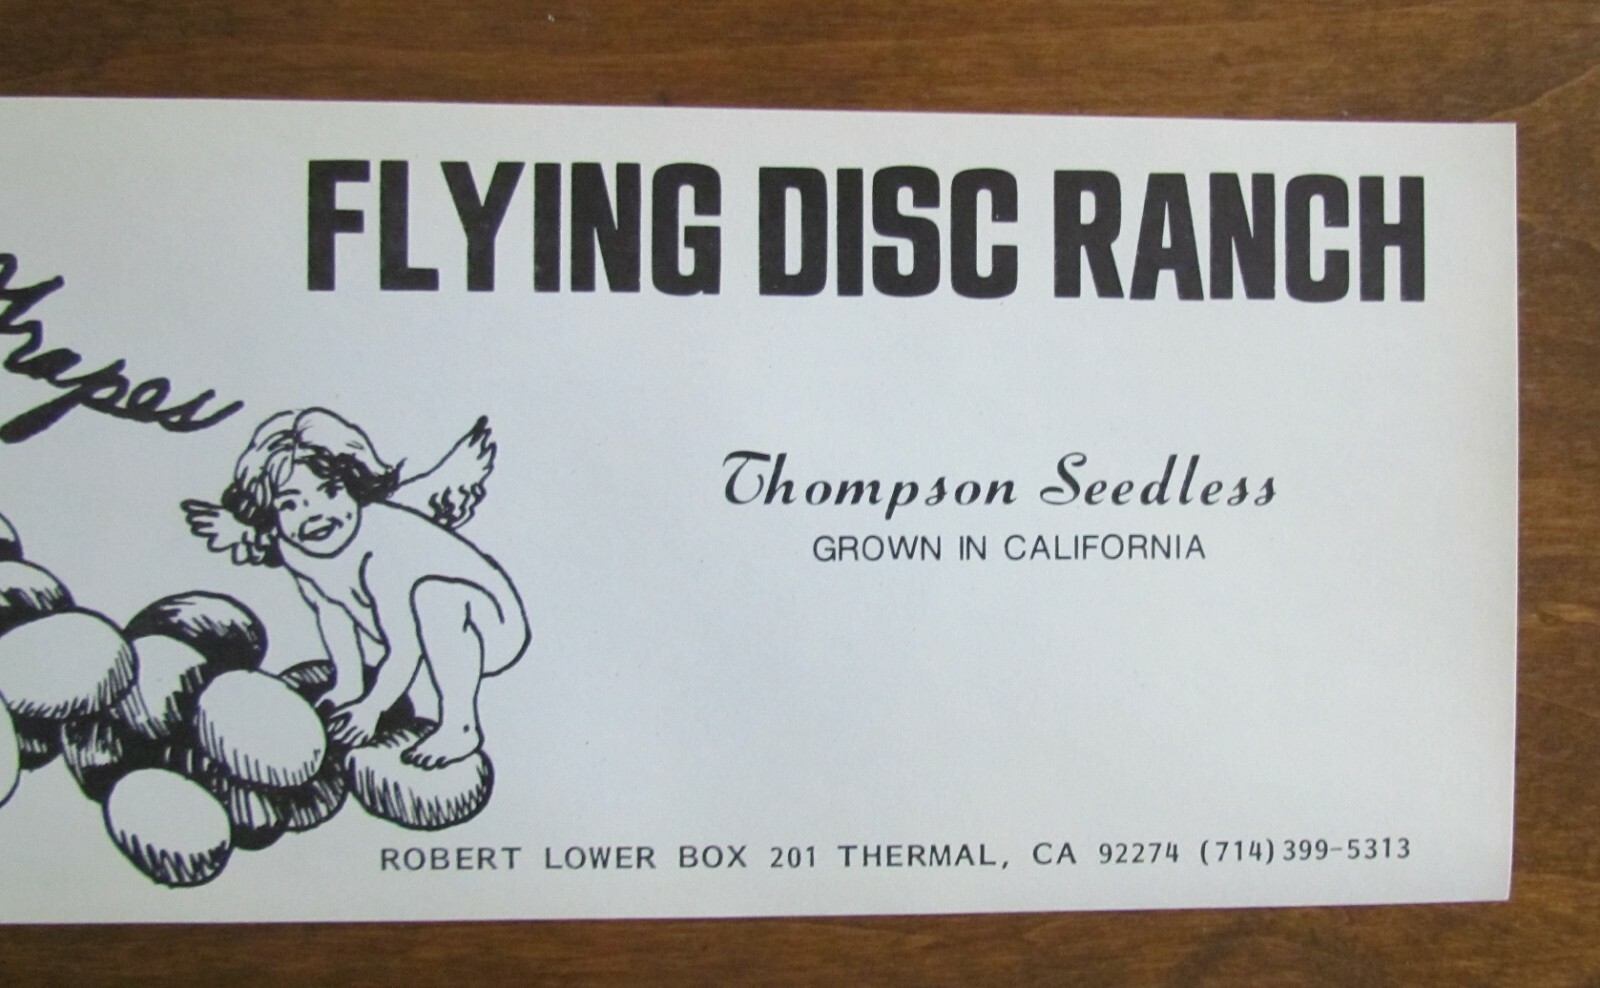 FLYING DISC RANCH
Grapes
Thompson Seedless
GROWN IN CALIFORNIA
ROBERT LOWER BOX 201 THERMAL, CA 92274 (714)399-5313